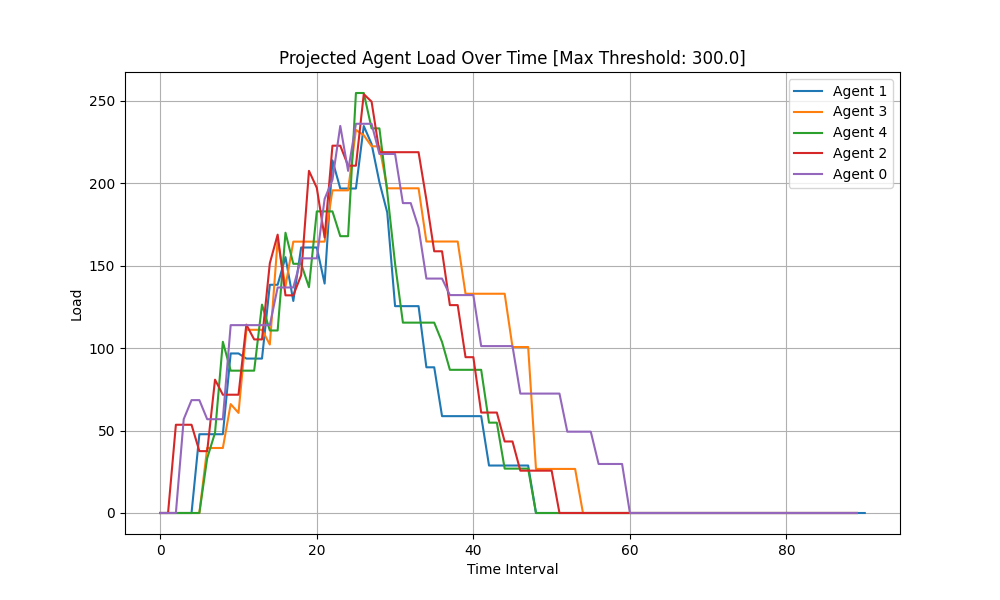 Projected Agent Load Over Time [Max Threshold: 300.0]
Agent 1
Agent 3
Agent 4
Agent 2
Agent 0
250
200
150
100
50
0
Load
0 20 40 60 80
Time Interval